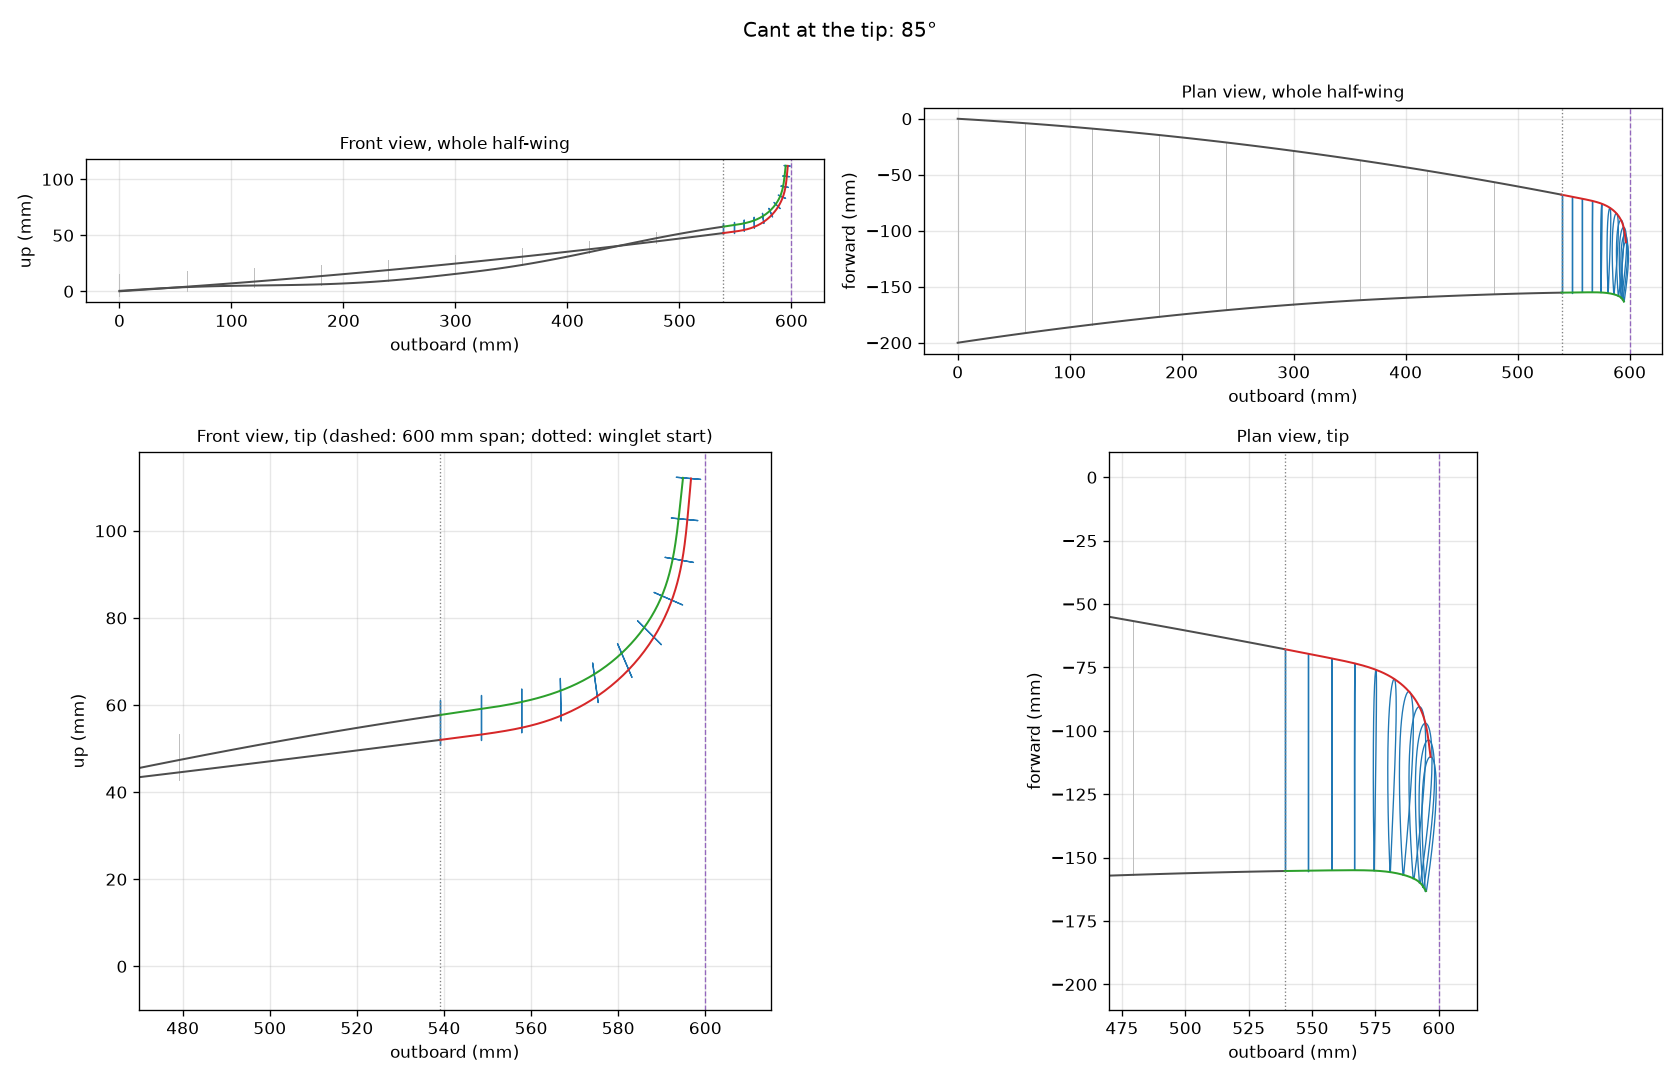 Cant at the tip: 85°
Front view, whole half-wing
up (mm)
100
50
0
0 100 200 300 400 500 600
outboard (mm)
Plan view, whole half-wing
forward (mm)
0
−50
−100
−150
−200
0 100 200 300 400 500 600
outboard (mm)
Front view, tip (dashed: 600 mm span; dotted: winglet start)
up (mm)
100
80
60
40
20
0
480 500 520 540 560 580 600
outboard (mm)
Plan view, tip
forward (mm)
0
−25
−50
−75
−100
−125
−150
−175
−200
475 500 525 550 575 600
outboard (mm)